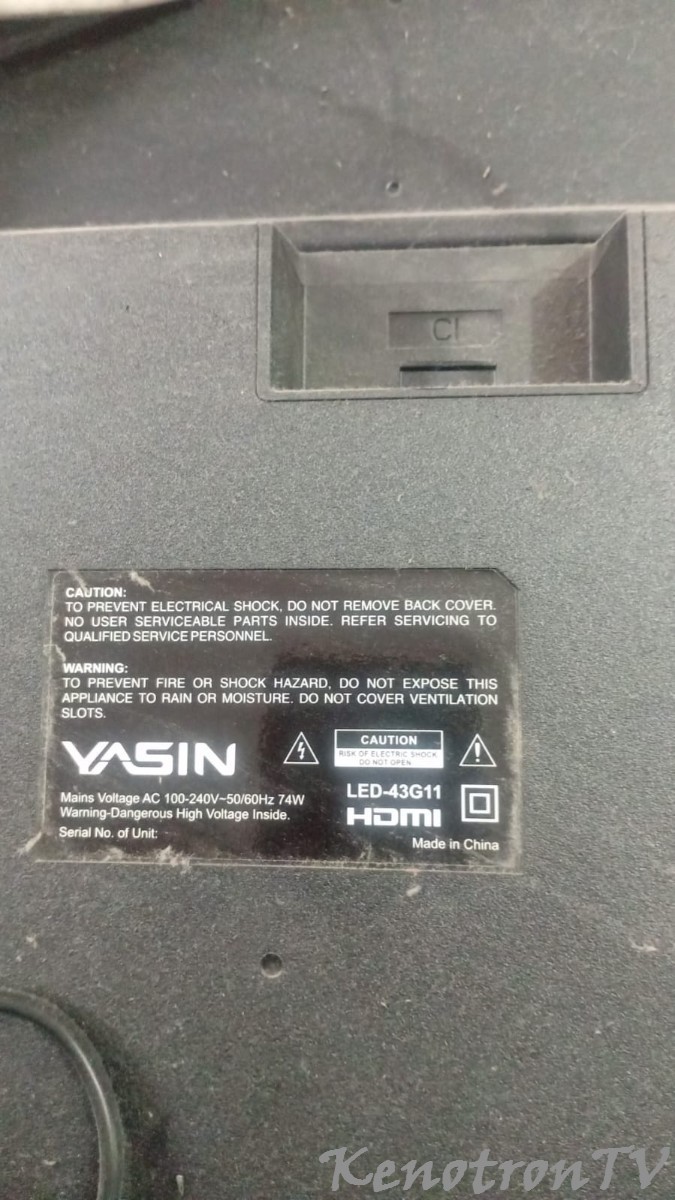 CI
CAUTION:
TO PREVENT ELECTRICAL SHOCK, DO NOT REMOVE BACK COVER.
NO USER SERVICEABLE PARTS INSIDE. REFER SERVICING TO
QUALIFIED SERVICE PERSONNEL.
WARNING:
TO PREVENT FIRE OR SHOCK HAZARD, DO NOT EXPOSE THIS
APPLIANCE TO RAIN OR MOISTURE. DO NOT COVER VENTILATION
SLOTS.
YASIN
CAUTION
RISK OF ELECTRIC SHOCK
DO NOT OPEN
!
Mains Voltage AC 100-240V~50/60Hz 74W
Warning-Dangerous High Voltage Inside.
Serial No. of Unit:
LED-43G11
HDMI
Made in China
KenotronTV